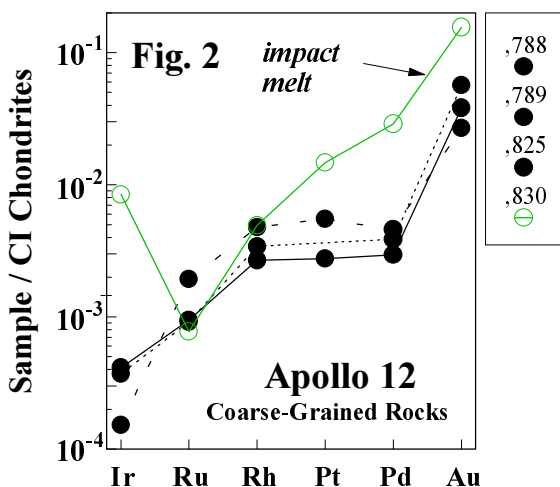 Fig. 2
impact
melt
,788
,789
,825
,830
Sample / CI Chondrites
10-1
10-2
10-3
10-4
Apollo 12
Coarse-Grained Rocks
Ir Ru Rh Pt Pd Au